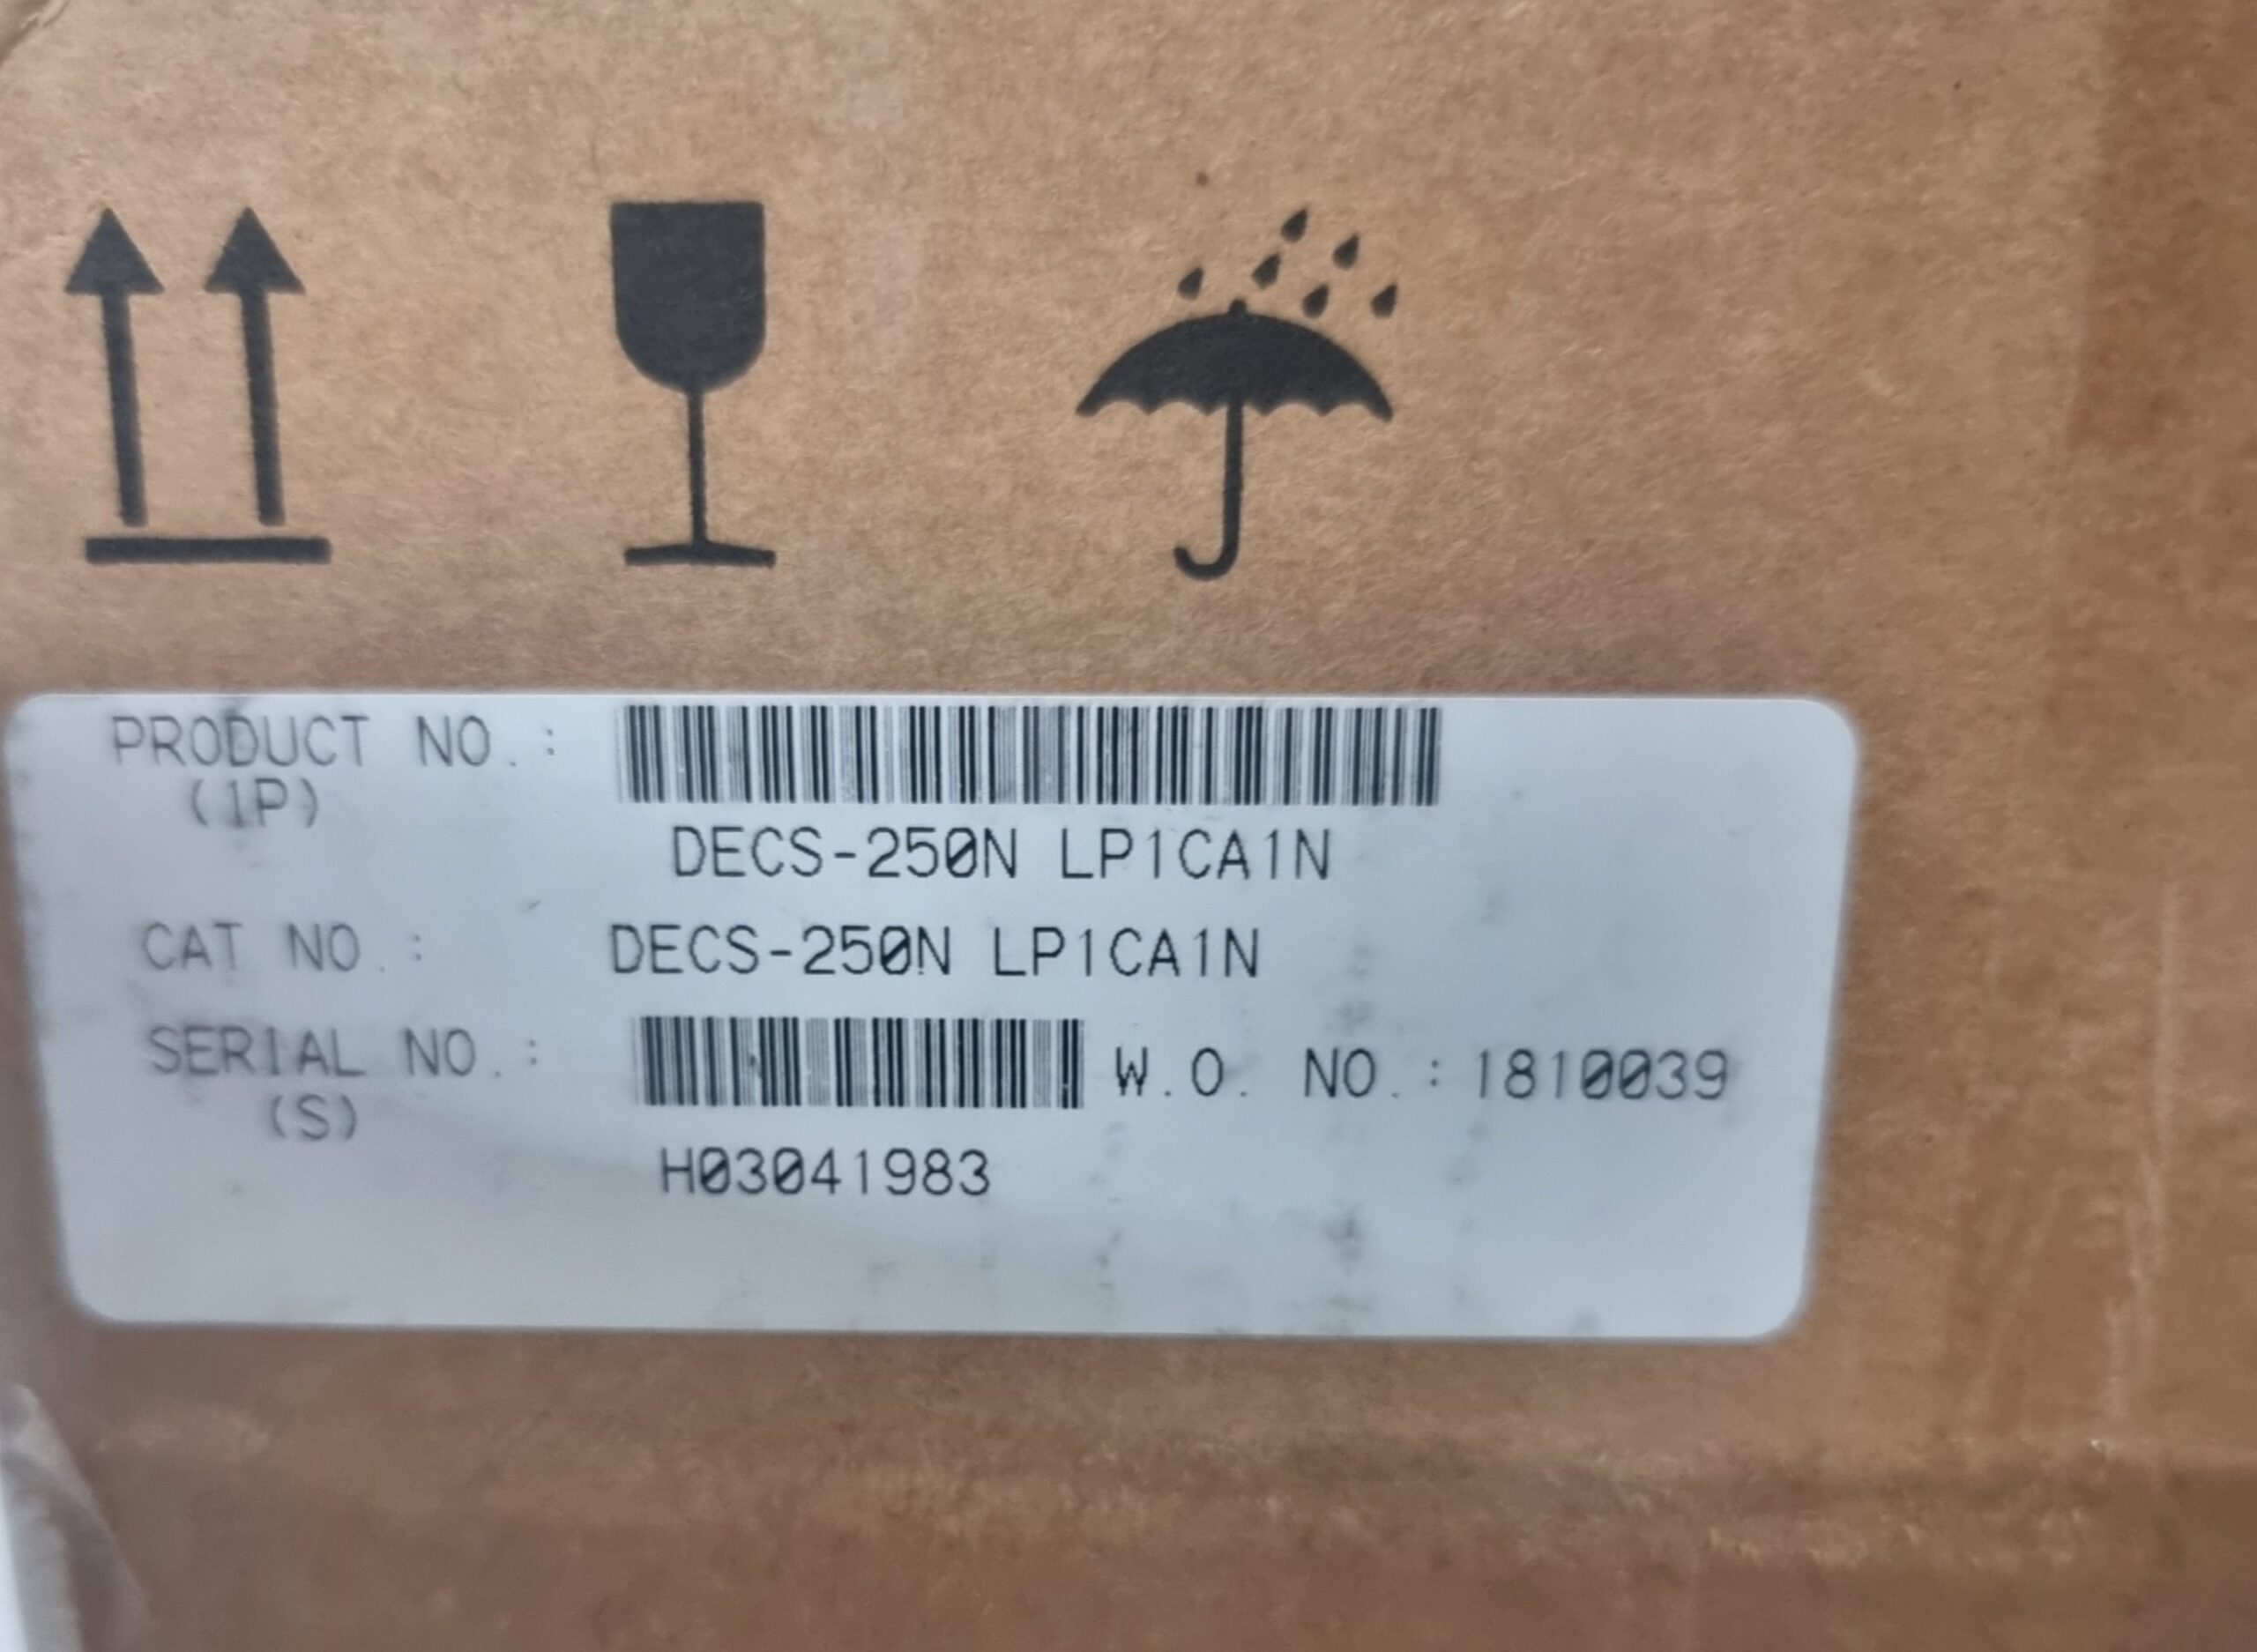 PRODUCT NO.:
(1P)
DECS-250N LP1CA1N
CAT NO.: DECS-250N LP1CA1N
SERIAL NO.: W.O. NO.: 1810039
(S)
H03041983